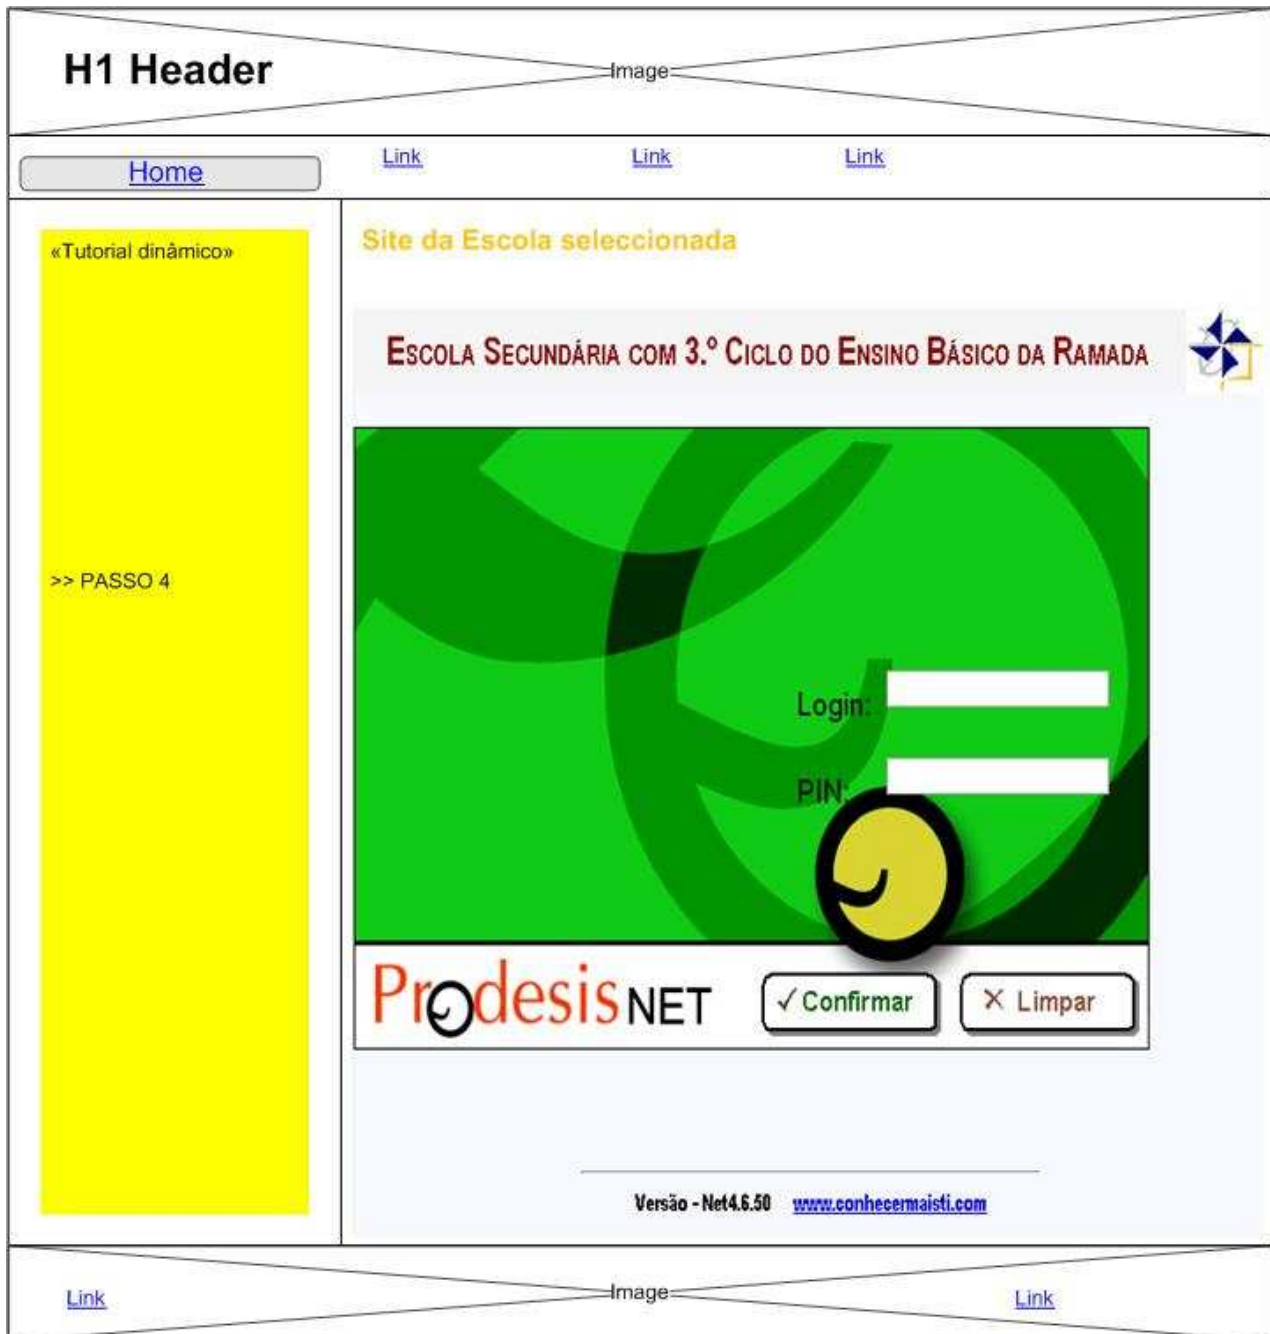 H1 Header
Image
Home
Link
Link
Link
«Tutorial dinâmico»
>> PASSO 4
Site da Escola seleccionada
ESCOLA SECUNDÁRIA COM 3.º CICLO DO ENSINO BÁSICO DA RAMADA
Login:
PIN:
Prodesis NET
Confirmar
Limpar
Versão - Net4.6.50 www.conhecermaisti.com
Link
Image
Link